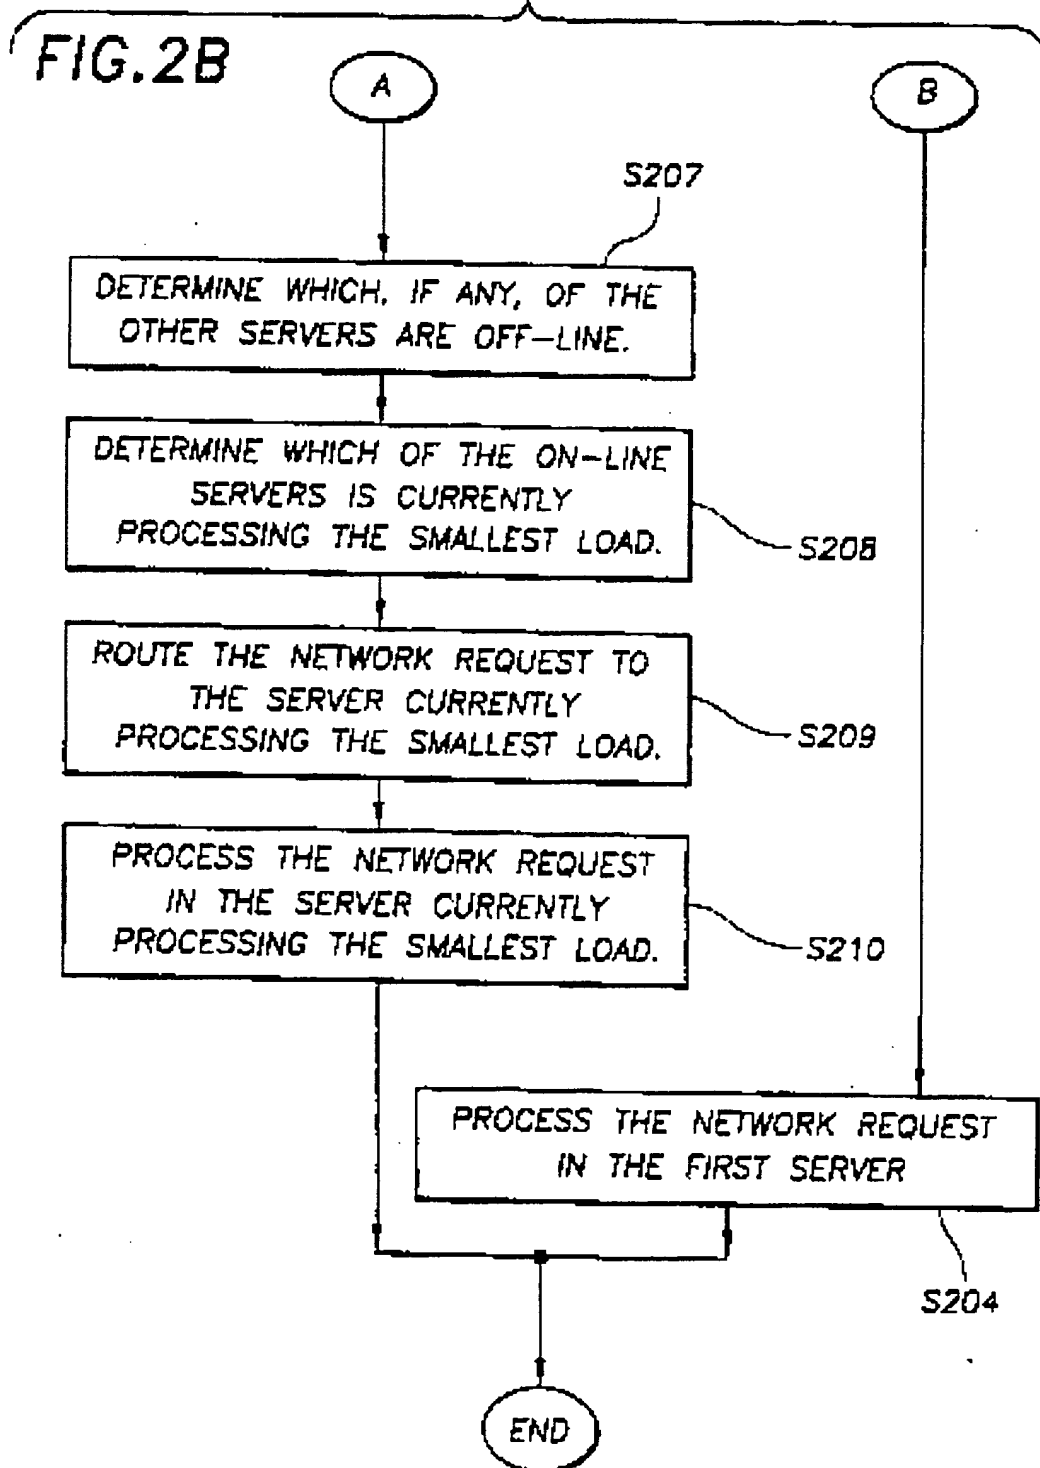 FIG.2B
A
B
S207
DETERMINE WHICH, IF ANY, OF THE
OTHER SERVERS ARE OFF-LINE.
DETERMINE WHICH OF THE ON-LINE
SERVERS IS CURRENTLY
PROCESSING THE SMALLEST LOAD.
S208
ROUTE THE NETWORK REQUEST TO
THE SERVER CURRENTLY
PROCESSING THE SMALLEST LOAD.
S209
PROCESS THE NETWORK REQUEST
IN THE SERVER CURRENTLY
PROCESSING THE SMALLEST LOAD.
S210
PROCESS THE NETWORK REQUEST
IN THE FIRST SERVER
S204
END